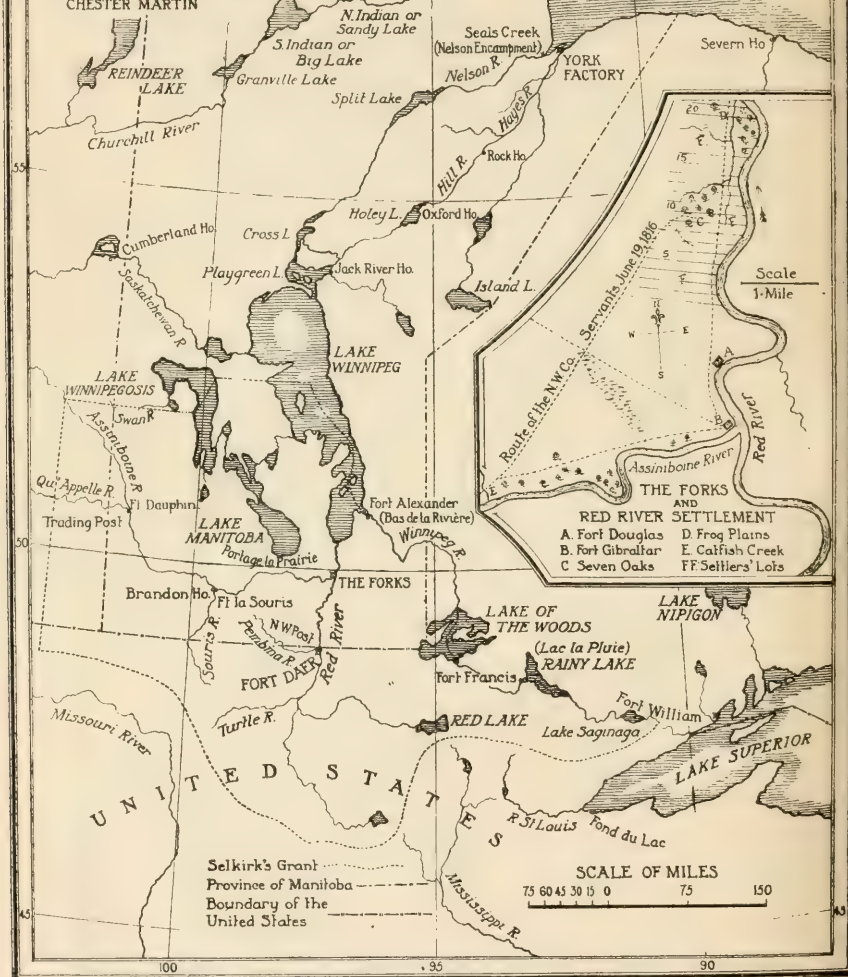 CHESTER MARTIN
N. Indian or
Sandy Lake
S. Indian or
Big Lake
Granville Lake
REINDEER
LAKE
Split Lake
Churchill River
Seals Creek
(Nelson Encampment)
Nelson R.
YORK
FACTORY
Severn Ho
Hayes R.
Hill R.
Rock Ho.
55
Holey L.
Oxford Ho.
Cross L
Cumberland Ho.
Playgreen L.
Jack River Ho.
Island L.
Saskatchewan R
LAKE
WINNIPEG
LAKE
WINNIPEGOSIS
Swan R
Assiniboine R
Qu'Appelle R.
Ft Dauphin
Trading Post
LAKE
MANITOBA
Portage la Prairie
Fort Alexander
(Bas de la Rivière)
Winnipeg R.
50
THE FORKS
Brandon Ho.
Ft la Souris
Souris R.
N W Post
Pembina R.
FORT DAER
Red River
LAKE OF
THE WOODS
(Lac la Pluie)
RAINY LAKE
Fort Francis
LAKE
NIPIGON
Fort William
Lake Saginaga
LAKE SUPERIOR
Missouri River
Turtle R.
RED LAKE
UNITED STATES
R St Louis
Fond du Lac
Mississippi R.
Selkirk's Grant
Province of Manitoba
Boundary of the
United States
SCALE OF MILES
75 60 45 30 15 0 75 150
45
45
100
95
90
20
D
E
15
10
C
F
5
F
Scale
1-Mile
Route of the N.W Co. Servants June 19, 1816
N
W E
S
A
B
E
Red River
Assiniboine River
THE FORKS
AND
RED RIVER SETTLEMENT
A. Fort Douglas D. Frog Plains
B. Fort Gibraltar E. Catfish Creek
C Seven Oaks FF. Settlers' Lots